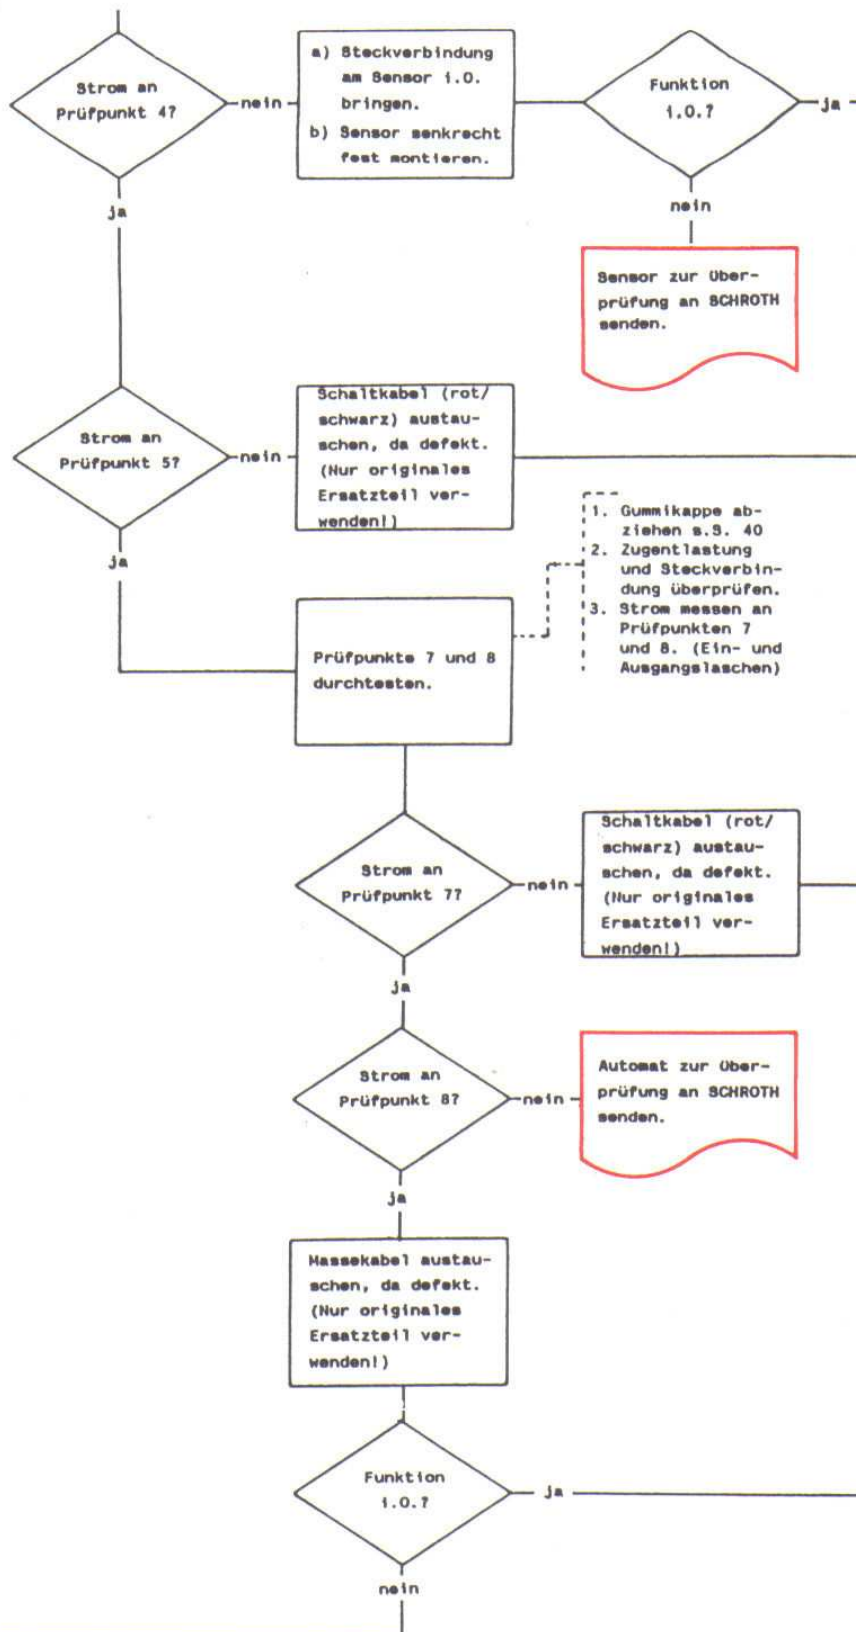 Strom an
Prüfpunkt 4?
nein
a) Steckverbindung
am Sensor i.O.
bringen.
b) Sensor senkrecht
fest montieren.
Funktion
i.O.?
ja
ja
nein
Sensor zur Über-
prüfung an SCHROTH
senden.
Strom an
Prüfpunkt 5?
nein
Schaltkabel (rot/
schwarz) austau-
schen, da defekt.
(Nur originales
Ersatzteil ver-
wenden!)
ja
1. Gummikappe ab-
ziehen s.S. 40
2. Zugentlastung
und Steckverbin-
dung überprüfen.
3. Strom messen an
Prüfpunkten 7
und 8. (Ein- und
Ausgangslaschen)
Prüfpunkte 7 und 8
durchtesten.
Strom an
Prüfpunkt 7?
nein
Schaltkabel (rot/
schwarz) austau-
schen, da defekt.
(Nur originales
Ersatzteil ver-
wenden!)
ja
Strom an
Prüfpunkt 8?
nein
Automat zur Über-
prüfung an SCHROTH
senden.
ja
Massekabel austau-
schen, da defekt.
(Nur originales
Ersatzteil ver-
wenden!)
Funktion
i.O.?
ja
nein